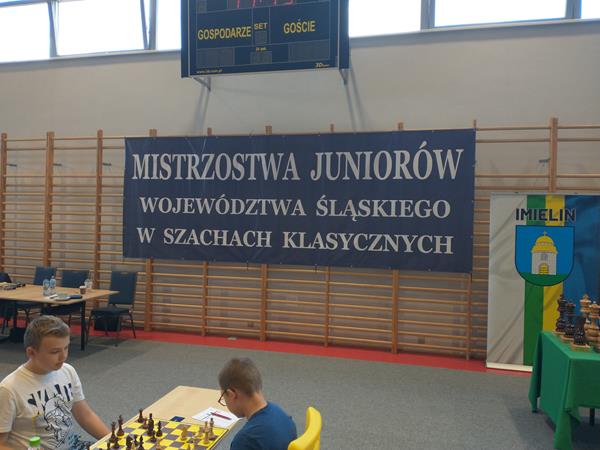 GOSPODARZE SET GOŚCIE
MISTRZOSTWA JUNIORÓW
WOJEWÓDZTWA ŚLĄSKIEGO
W SZACHACH KLASYCZNYCH
IMIELIN